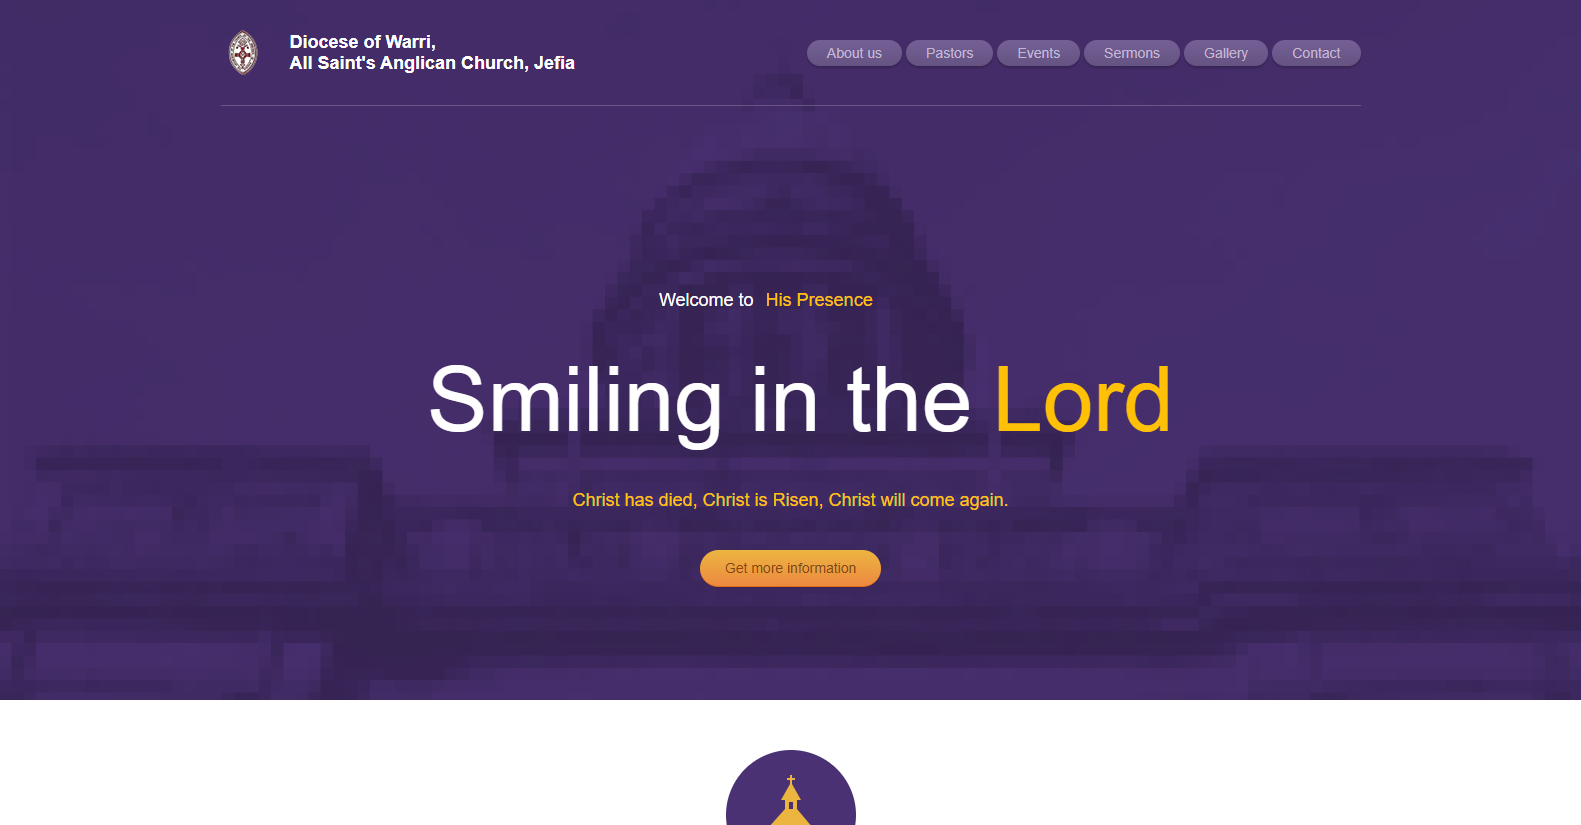 Diocese of Warri,
All Saint's Anglican Church, Jefia
About us
Pastors
Events
Sermons
Gallery
Contact
Welcome to His Presence
Smiling in the Lord
Christ has died, Christ is Risen, Christ will come again.
Get more information